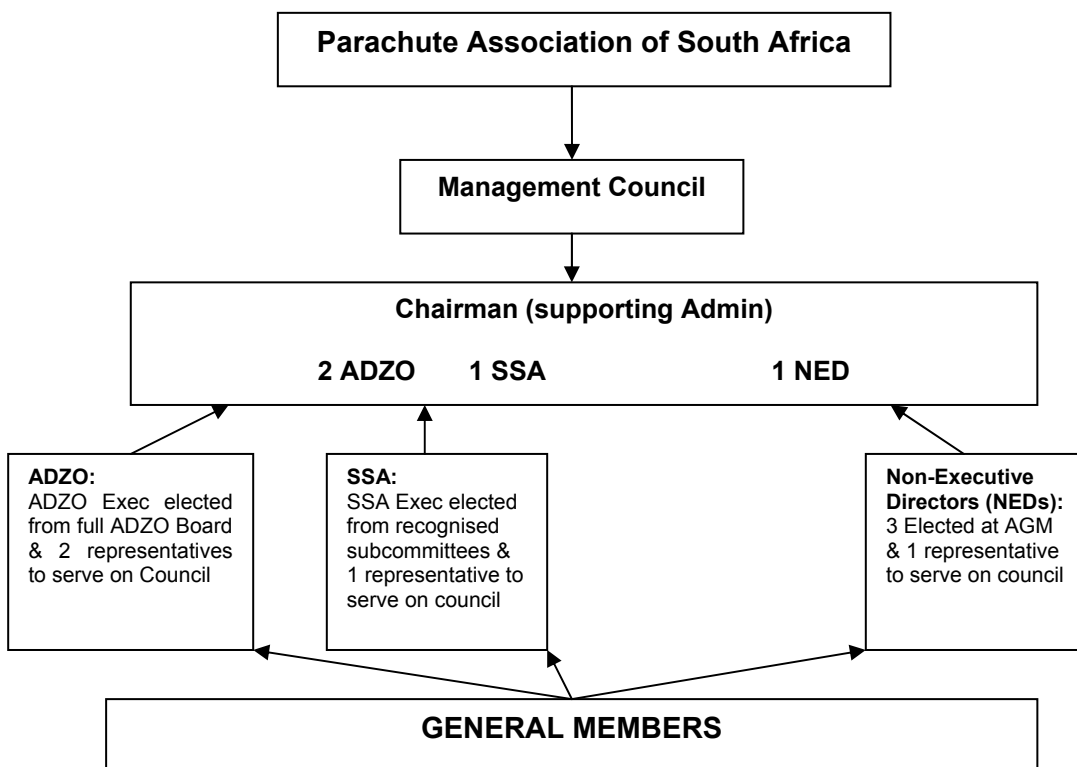 Parachute Association of South Africa
Management Council
Chairman (supporting Admin)
2 ADZO 1 SSA 1 NED
ADZO:
ADZO Exec elected
from full ADZO Board
& 2 representatives
to serve on Council
SSA:
SSA Exec elected
from recognised
subcommittees &
1 representative to
serve on council
Non-Executive
Directors (NEDs):
3 Elected at AGM
& 1 representative
to serve on council
GENERAL MEMBERS